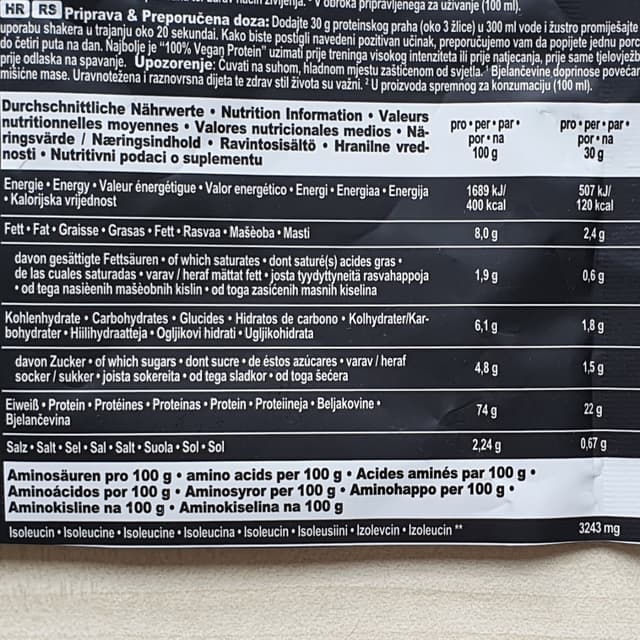 U obroka pripravljenega za uživanje (100 ml).
HR RS Priprava & Preporučena doza: Dodajte 30 g proteinskog praha (oko 3 žlice) u 300 ml vode i žustro promiješajte
uporabu shakera u trajanju oko 20 sekundi. Kako biste postigli navedeni pozitivan učinak, preporučujemo vam da popijete jednu porc
do četiri puta na dan. Najbolje je "100% Vegan Protein" uzimati prije treninga visokog intenziteta ili prije natjecanja, prije same tjelovježb
prije odlaska na spavanje. Upozorenje: Čuvati na suhom, hladnom mjestu zaštićenom od svjetla. ¹ Bjelančevine doprinose povećan
mišićne mase. Uravnotežena i raznovrsna dijeta te zdrav stil života su važni. ² U proizvoda spremnog za konzumaciju (100 ml).
Durchschnittliche Nährwerte • Nutrition Information • Valeurs
nutritionnelles moyennes • Valores nutricionales medios • Nä-
ringsvärde / Næringsindhold • Ravintosisältö • Hranilne vred-
nosti • Nutritivni podaci o suplementu
pro • per • par •
por • na
100 g
pro • per • par •
por • na
30 g
Energie • Energy • Valeur énergétigue • Valor energético • Energi • Energiaa • Energija
• Kalorijska vrijednost
1689 kJ/
400 kcal
507 kJ/
120 kcal
Fett • Fat • Graisse • Grasas • Fett • Rasvaa • Mašèoba • Masti
8,0 g
2,4 g
davon gesättigte Fettsäuren • of which saturates • dont saturé(s) acides gras •
de las cuales saturadas • varav / heraf mättat fett • josta tyydyttyneitä rasvahappoja
• od tega nasièenih mašèobnih kislin • od toga zasićenih masnih kiselina
1,9 g
0,6 g
Kohlenhydrate • Carbohydrates • Glucides • Hidratos de carbono • Kolhydrater/Kar-
bohydrater • Hiilihydraatteja • Ogljikovi hidrati • Ugljikohidrata
6,1 g
1,8 g
davon Zucker • of which sugars • dont sucre • de éstos azúcares • varav / heraf
socker / sukker • joista sokereita • od tega sladkor • od toga šećera
4,8 g
1,5 g
Eiweiß • Protein • Protéines • Proteínas • Protein • Proteiineja • Beljakovine •
Bjelančevina
74 g
22 g
Salz • Salt • Sel • Sal • Salt • Suola • Sol • Sol
2,24 g
0,67 g
Aminosäuren pro 100 g • amino acids per 100 g • Acides aminés par 100 g •
Aminoácidos por 100 g • Aminosyror per 100 g • Aminohappo per 100 g •
Aminokisline na 100 g • Aminokiselina na 100 g
Isoleucin • Isoleucine • Isoleucine • Isoleucina • Isoleucin • Isoleusiini • Izolevcin • Izoleucin **
3243 mg